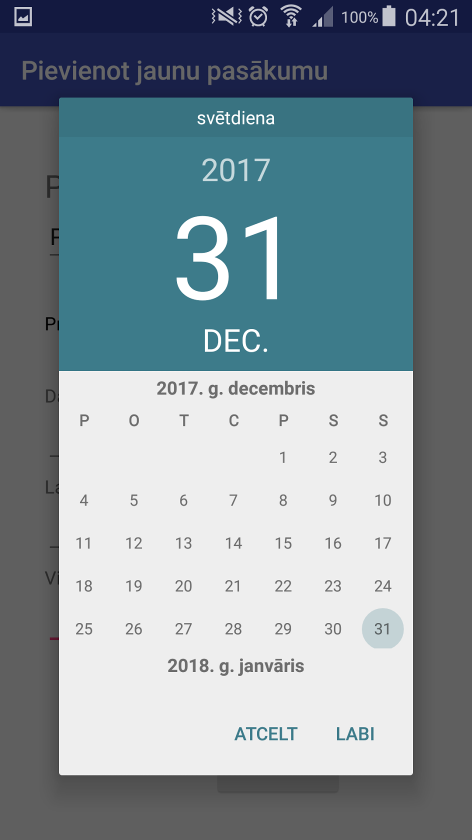 100% 04:21
Pievienot jaunu pasākumu
svētdiena
2017
31
DEC.
2017. g. decembris
P O T C P S S
1 2 3
4 5 6 7 8 9 10
11 12 13 14 15 16 17
18 19 20 21 22 23 24
25 26 27 28 29 30 31
2018. g. janvāris
ATCELT LABI